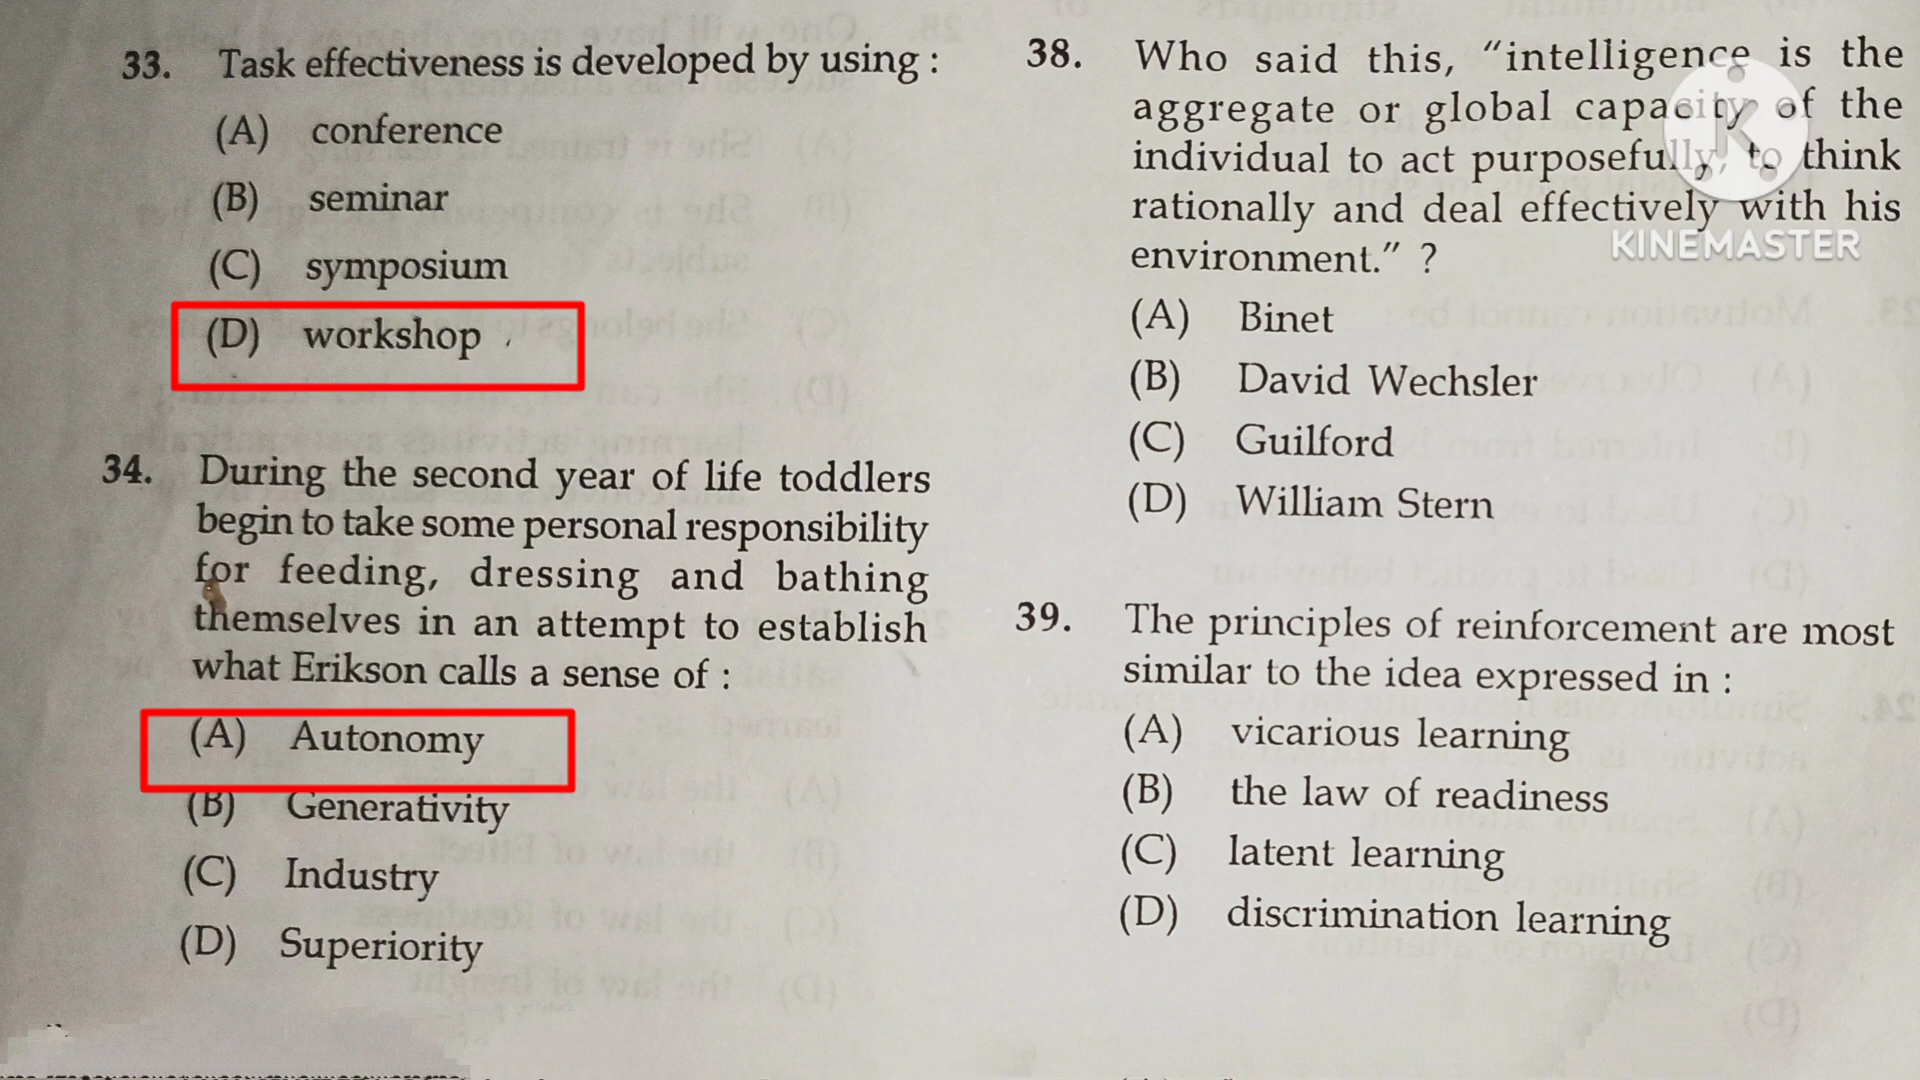 33. Task effectiveness is developed by using :
(A) conference
(B) seminar
(C) symposium
(D) workshop
34. During the second year of life toddlers
begin to take some personal responsibility
for feeding, dressing and bathing
themselves in an attempt to establish
what Erikson calls a sense of :
(A) Autonomy
(B) Generativity
(C) Industry
(D) Superiority
38. Who said this, "intelligence is the
aggregate or global capacity of the
individual to act purposefully, to think
rationally and deal effectively with his
environment." ?
(A) Binet
(B) David Wechsler
(C) Guilford
(D) William Stern
39. The principles of reinforcement are most
similar to the idea expressed in :
(A) vicarious learning
(B) the law of readiness
(C) latent learning
(D) discrimination learning
K
KINEMASTER